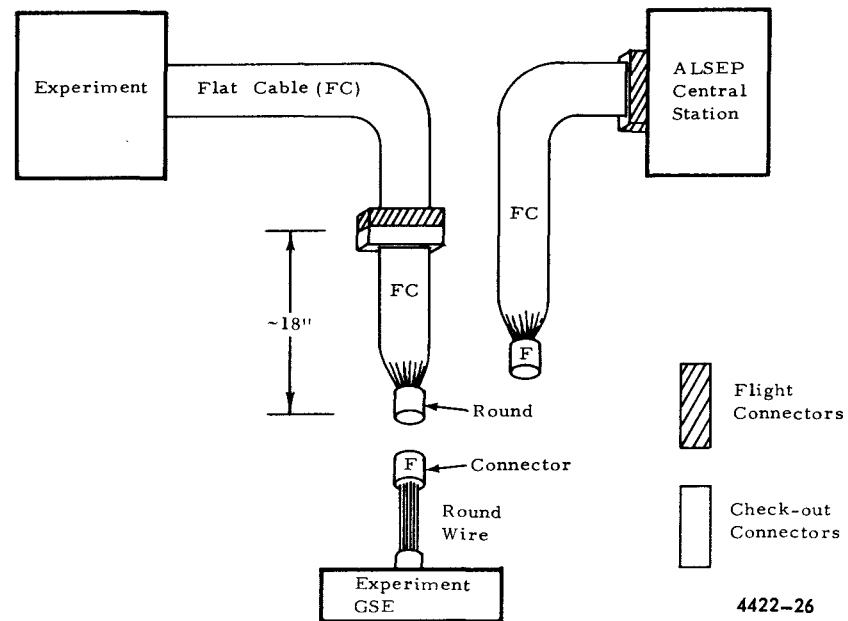 Experiment
Flat Cable (FC)
ALSEP
Central
Station
FC
FC
~18"
F
Round
F
Connector
Round
Wire
Experiment
GSE
Flight
Connectors
Check-out
Connectors
4422-26